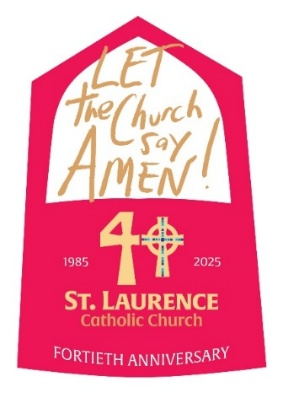 LET
the Church
say
AMEN!
40
1985 2025
ST. LAURENCE
Catholic Church
FORTIETH ANNIVERSARY